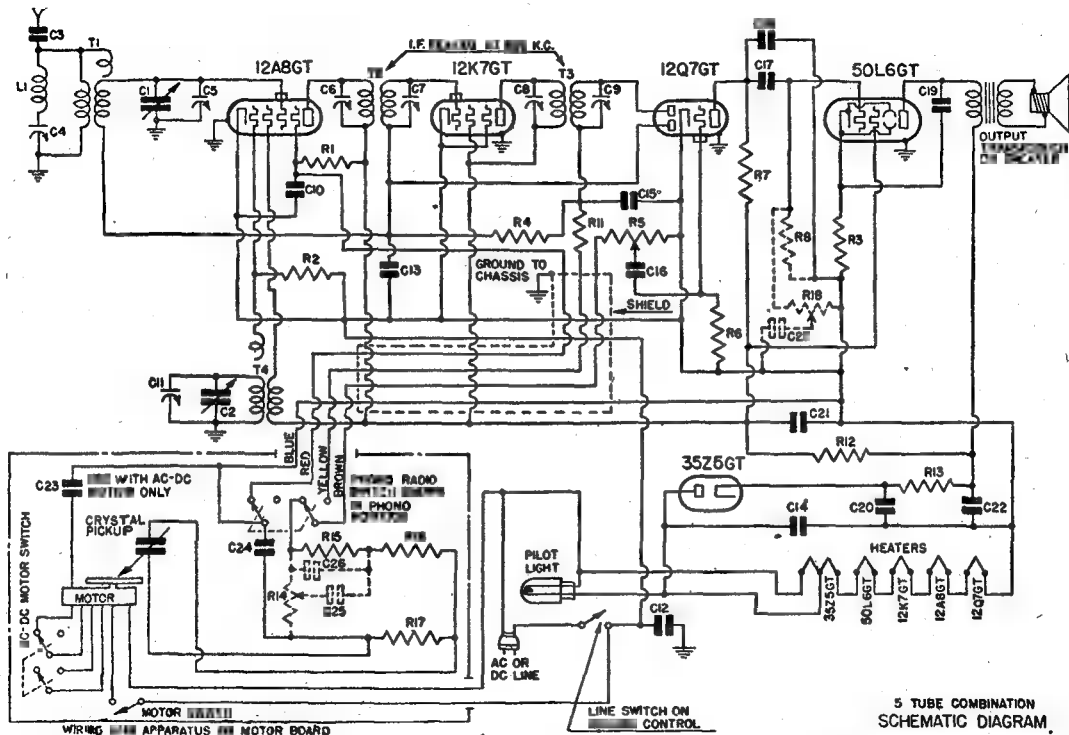 C3
T1
L1
C4
C1
C5
12A8GT
C6
I.F.
K.C.
C7
12K7GT
C8
T3
C9
12Q7GT
C17
50L6GT
C19
OUTPUT
R1
C10
R2
C13
R4
C15
R11
R5
C16
GROUND TO
CHASSIS
SHIELD
R6
R7
R8
R3
R18
C11
C2
T4
C21
R12
R13
35Z5GT
C14
C20
C22
BLUE
RED
YELLOW
BROWN
C23
WITH AC-DC
ONLY
CRYSTAL
PICKUP
PHONO RADIO
PHONO
C24
R15
C26
R14
R17
MOTOR
DC MOTOR SWITCH
MOTOR
WIRING APPARATUS MOTOR BOARD
PILOT
LIGHT
AC OR
DC LINE
C12
LINE SWITCH ON
CONTROL
HEATERS
35Z5GT
50L6GT
12K7GT
12A8GT
12Q7GT
5 TUBE COMBINATION
SCHEMATIC DIAGRAM